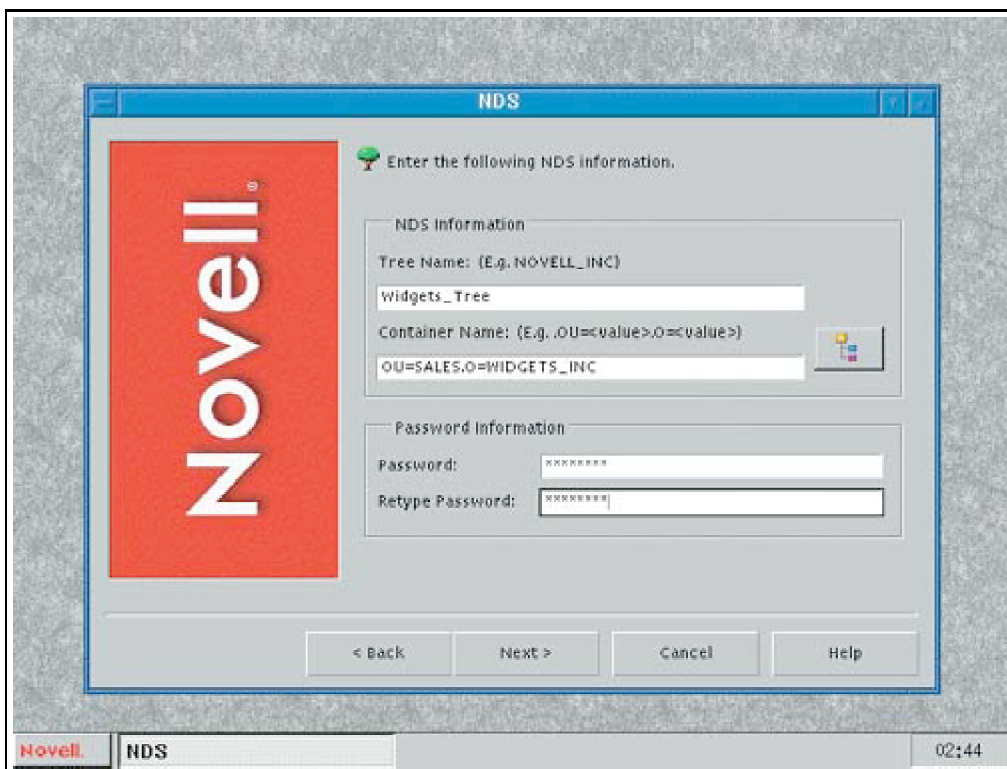 NDS
Novell®
Enter the following NDS information.
NDS Information
Tree Name: (E.g. NOVELL_INC)
Widgets_Tree
Container Name: (E.g. .OU=<value>.O=<value>)
OU=SALES.O=WIDGETS_INC
Password Information
Password: ********
Retype Password: ********
< Back Next > Cancel Help
Novell. NDS 02:44